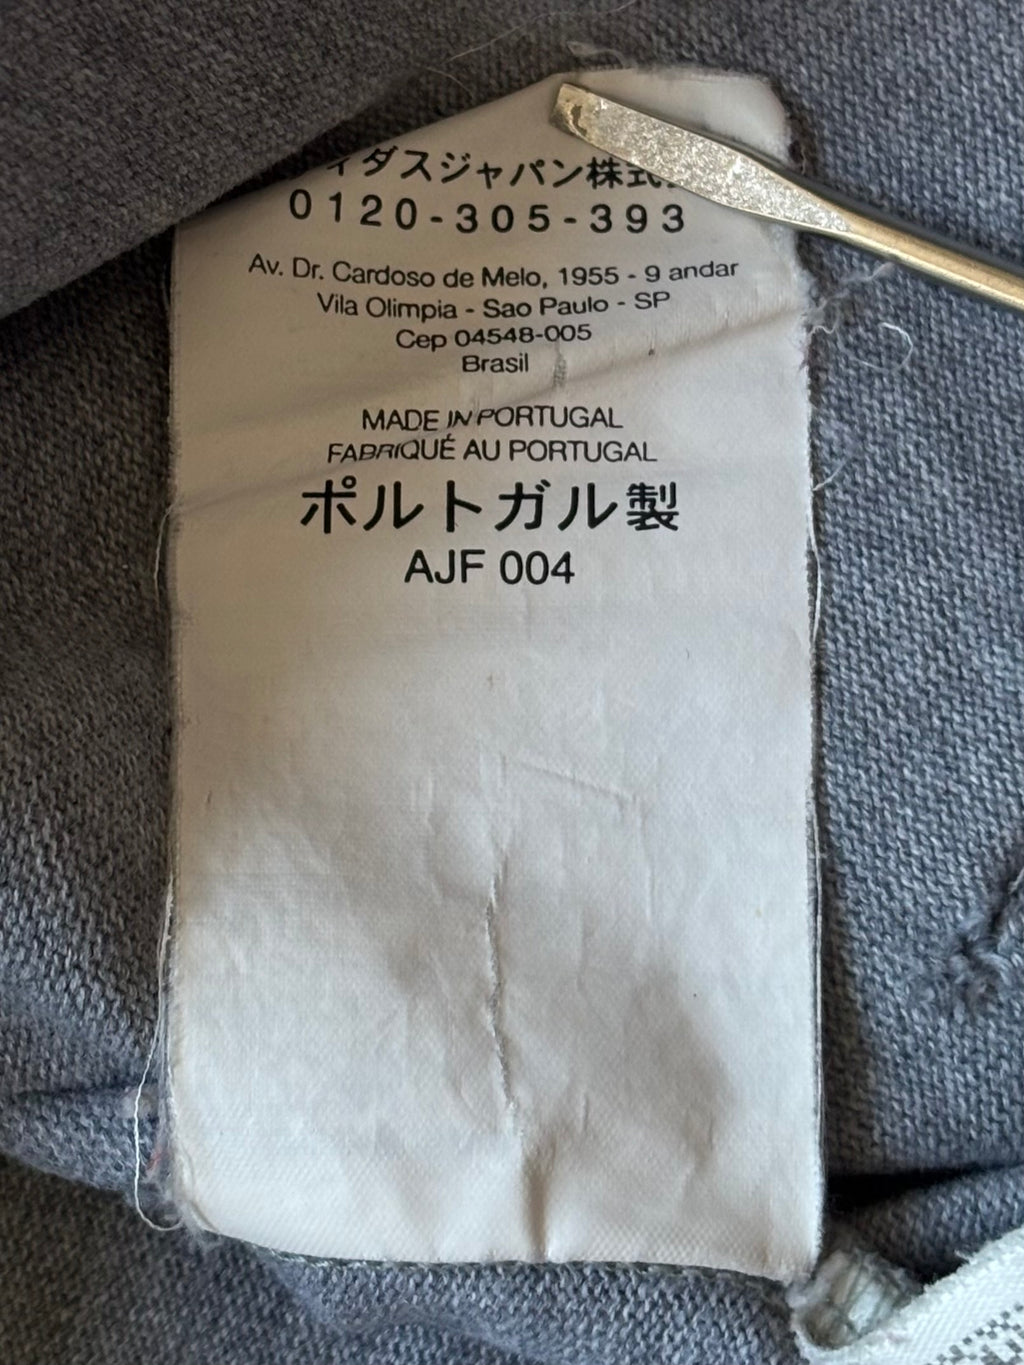 ィダスジャパン株式
0120-305-393
Av. Dr. Cardoso de Melo, 1955 - 9 andar
Vila Olimpia - Sao Paulo - SP
Cep 04548-005
Brasil
MADE IN PORTUGAL
FABRIQUÉ AU PORTUGAL
ポルトガル製
AJF 004